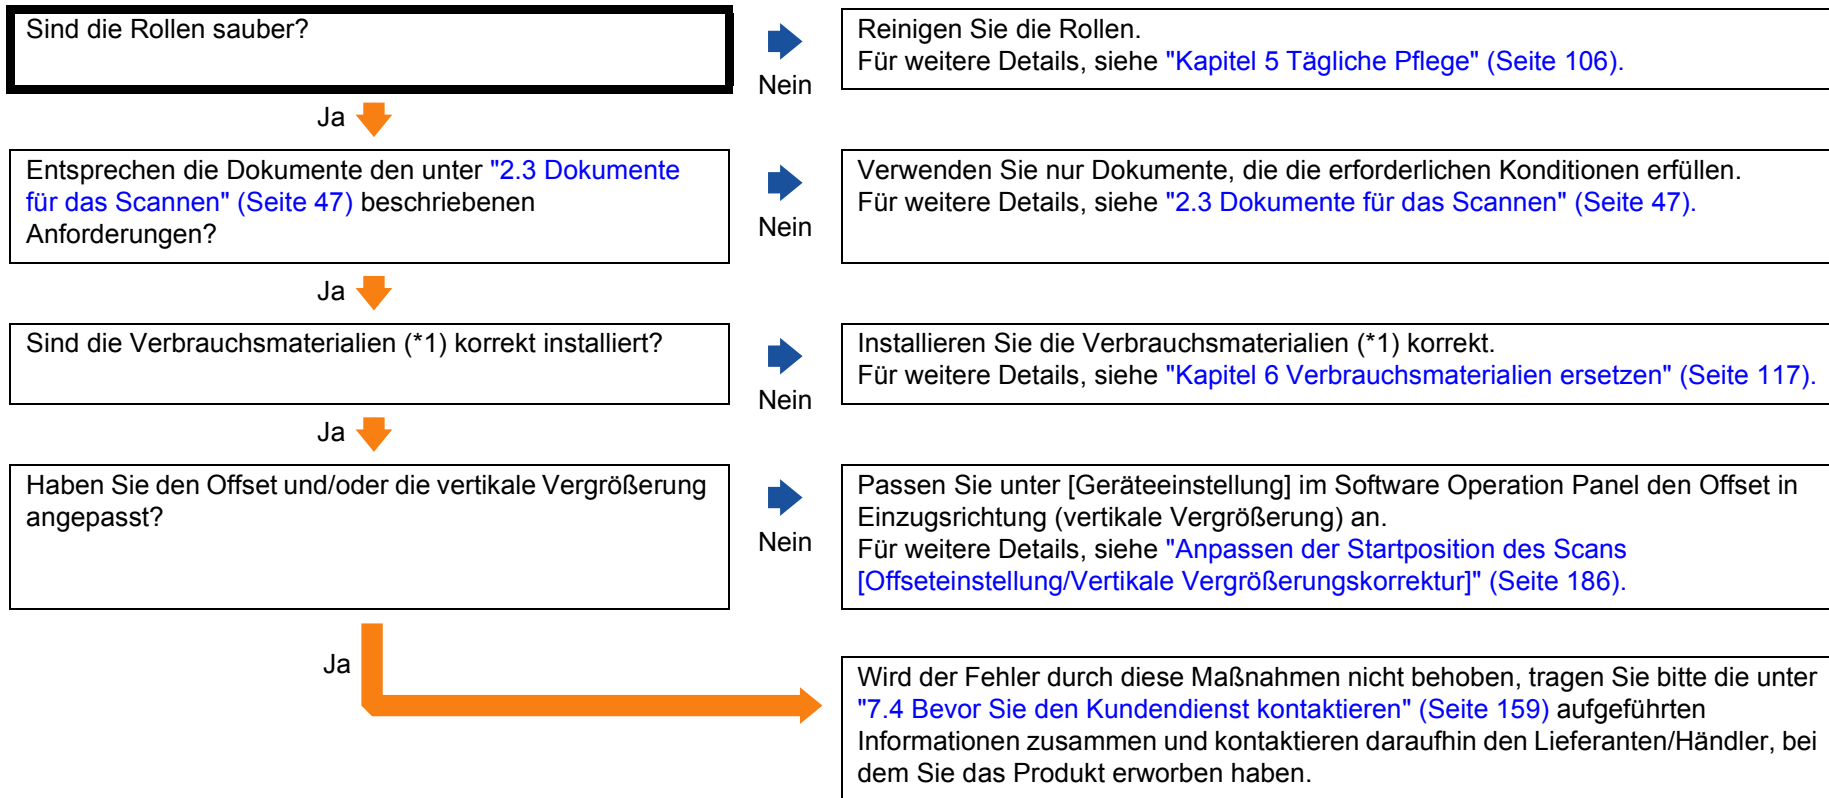 Sind die Rollen sauber?
Nein
Reinigen Sie die Rollen.
Für weitere Details, siehe "Kapitel 5 Tägliche Pflege" (Seite 106).
Ja
Entsprechen die Dokumente den unter "2.3 Dokumente
für das Scannen" (Seite 47) beschriebenen
Anforderungen?
Nein
Verwenden Sie nur Dokumente, die die erforderlichen Konditionen erfüllen.
Für weitere Details, siehe "2.3 Dokumente für das Scannen" (Seite 47).
Ja
Sind die Verbrauchsmaterialien (*1) korrekt installiert?
Nein
Installieren Sie die Verbrauchsmaterialien (*1) korrekt.
Für weitere Details, siehe "Kapitel 6 Verbrauchsmaterialien ersetzen" (Seite 117).
Ja
Haben Sie den Offset und/oder die vertikale Vergrößerung
angepasst?
Nein
Passen Sie unter [Geräteeinstellung] im Software Operation Panel den Offset in
Einzugsrichtung (vertikale Vergrößerung) an.
Für weitere Details, siehe "Anpassen der Startposition des Scans
[Offseteinstellung/Vertikale Vergrößerungskorrektur]" (Seite 186).
Ja
Wird der Fehler durch diese Maßnahmen nicht behoben, tragen Sie bitte die unter
"7.4 Bevor Sie den Kundendienst kontaktieren" (Seite 159) aufgeführten
Informationen zusammen und kontaktieren daraufhin den Lieferanten/Händler, bei
dem Sie das Produkt erworben haben.